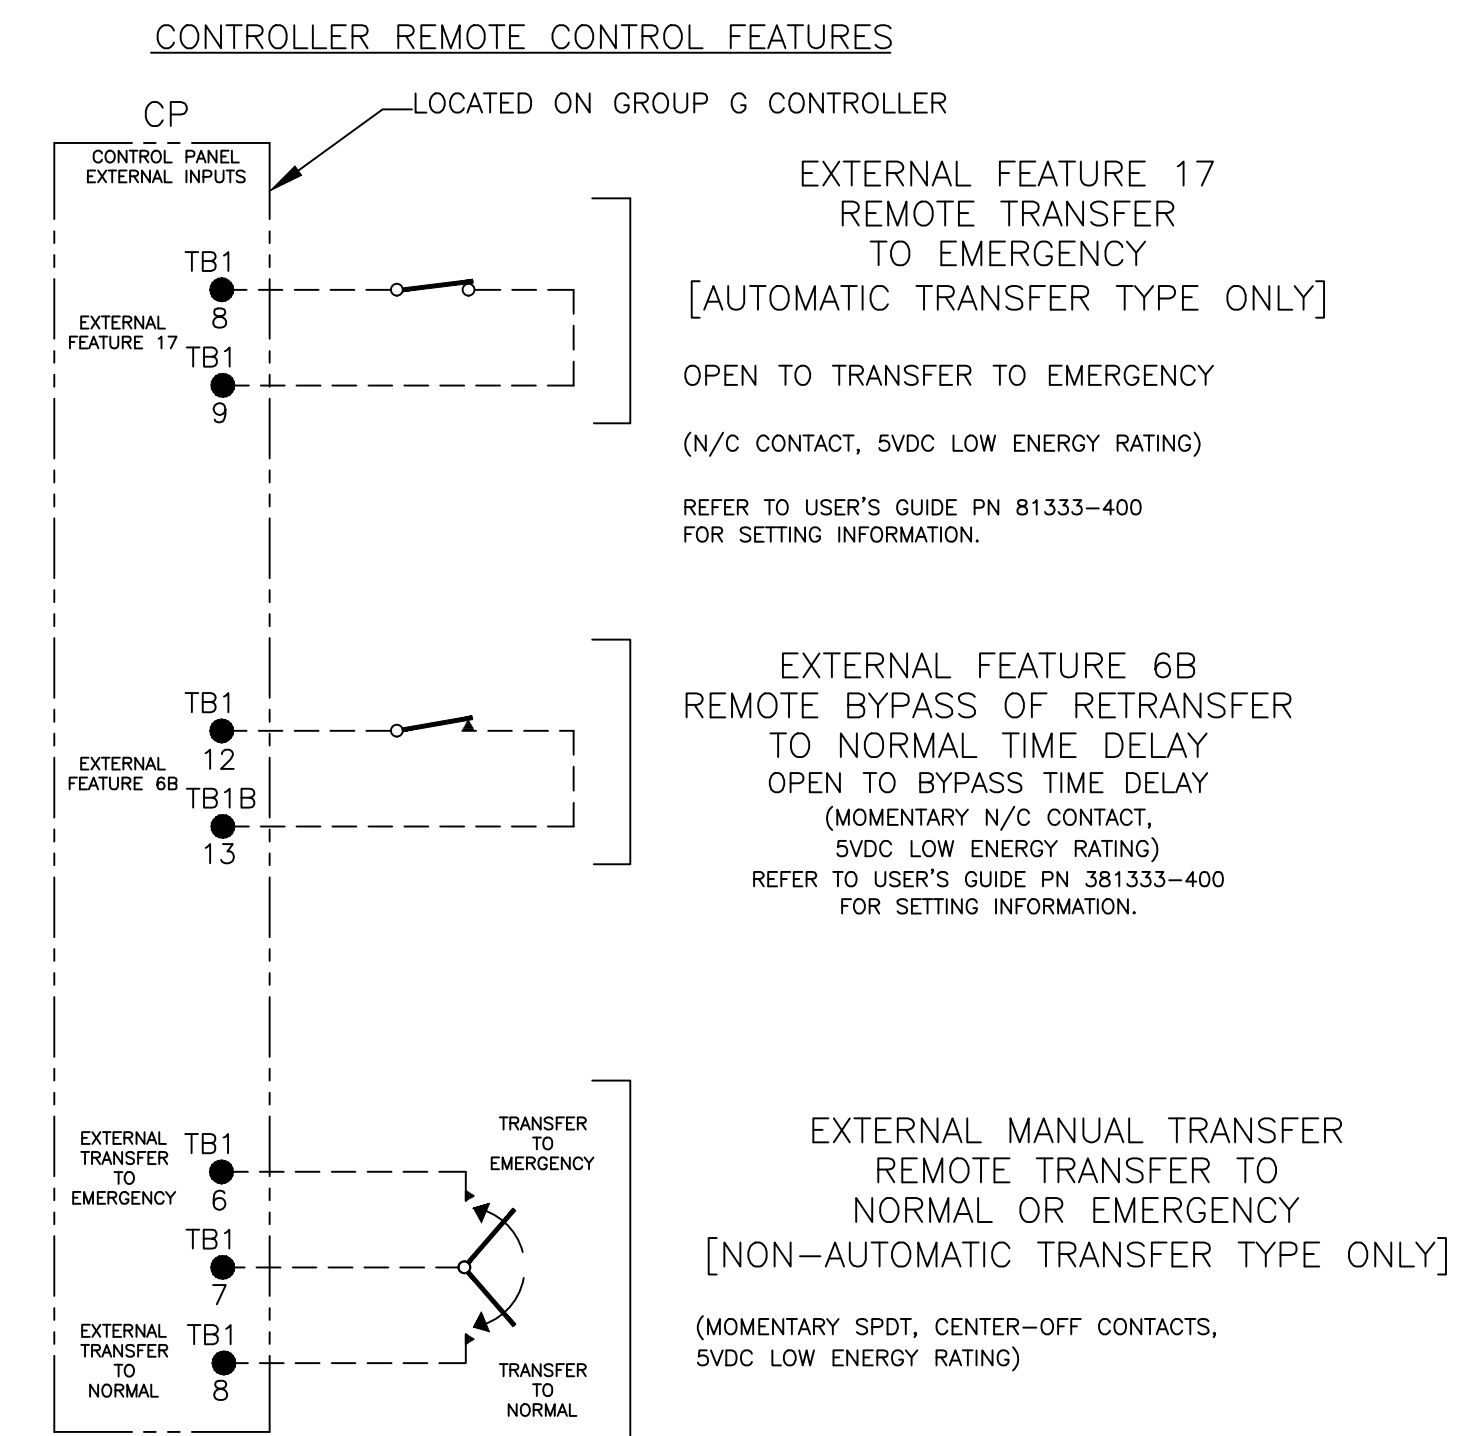 CONTROLLER REMOTE CONTROL FEATURES
LOCATED ON GROUP G CONTROLLER
CP
CONTROL PANEL
EXTERNAL INPUTS
TB1
8
EXTERNAL
FEATURE 17
TB1
9
EXTERNAL FEATURE 17
REMOTE TRANSFER
TO EMERGENCY
[AUTOMATIC TRANSFER TYPE ONLY]
OPEN TO TRANSFER TO EMERGENCY
(N/C CONTACT, 5VDC LOW ENERGY RATING)
REFER TO USER'S GUIDE PN 81333-400
FOR SETTING INFORMATION.
TB1
12
EXTERNAL
FEATURE 6B
TB1B
13
EXTERNAL FEATURE 6B
REMOTE BYPASS OF RETRANSFER
TO NORMAL TIME DELAY
OPEN TO BYPASS TIME DELAY
(MOMENTARY N/C CONTACT,
5VDC LOW ENERGY RATING)
REFER TO USER'S GUIDE PN 381333-400
FOR SETTING INFORMATION.
EXTERNAL
TRANSFER
TO
EMERGENCY
TB1
6
TB1
7
EXTERNAL
TRANSFER
TO
NORMAL
TB1
8
TRANSFER
TO
EMERGENCY
TRANSFER
TO
NORMAL
EXTERNAL MANUAL TRANSFER
REMOTE TRANSFER TO
NORMAL OR EMERGENCY
[NON-AUTOMATIC TRANSFER TYPE ONLY]
(MOMENTARY SPDT, CENTER-OFF CONTACTS,
5VDC LOW ENERGY RATING)